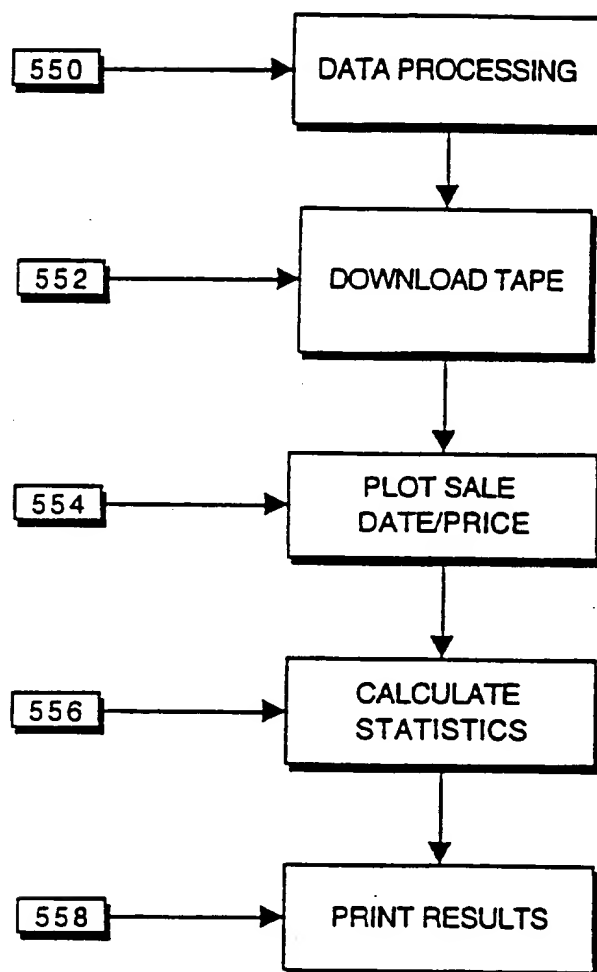 550
DATA PROCESSING
552
DOWNLOAD TAPE
554
PLOT SALE
DATE/PRICE
556
CALCULATE
STATISTICS
558
PRINT RESULTS